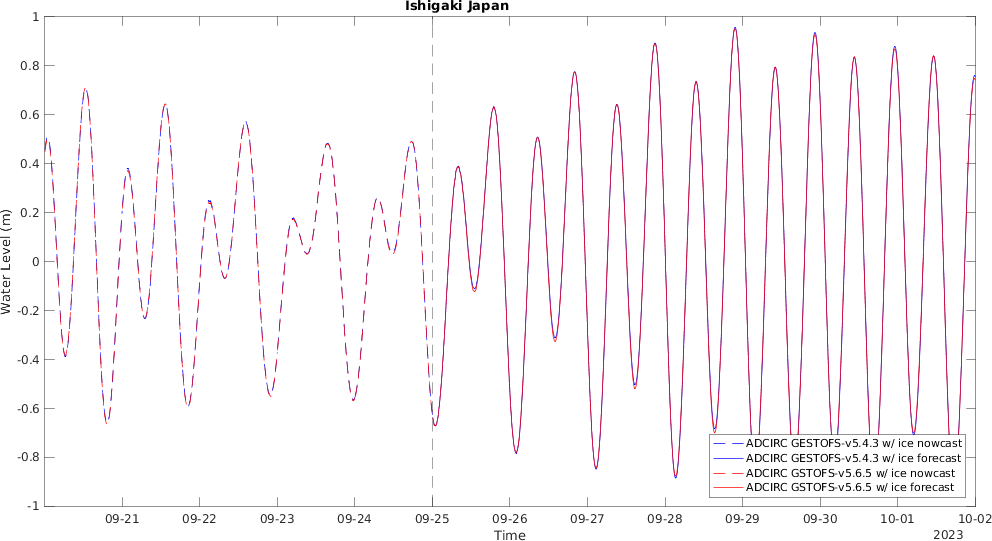 Ishigaki Japan
1
0.8
0.6
0.4
0.2
0
-0.2
-0.4
-0.6
-0.8
-1
Water Level (m)
ADCIRC GESTOFS-v5.4.3 w/ ice nowcast
ADCIRC GESTOFS-v5.4.3 w/ ice forecast
ADCIRC GSTOFS-v5.6.5 w/ ice nowcast
ADCIRC GSTOFS-v5.6.5 w/ ice forecast
09-21 09-22 09-23 09-24 09-25 09-26 09-27 09-28 09-29 09-30 10-01 10-02
Time
2023